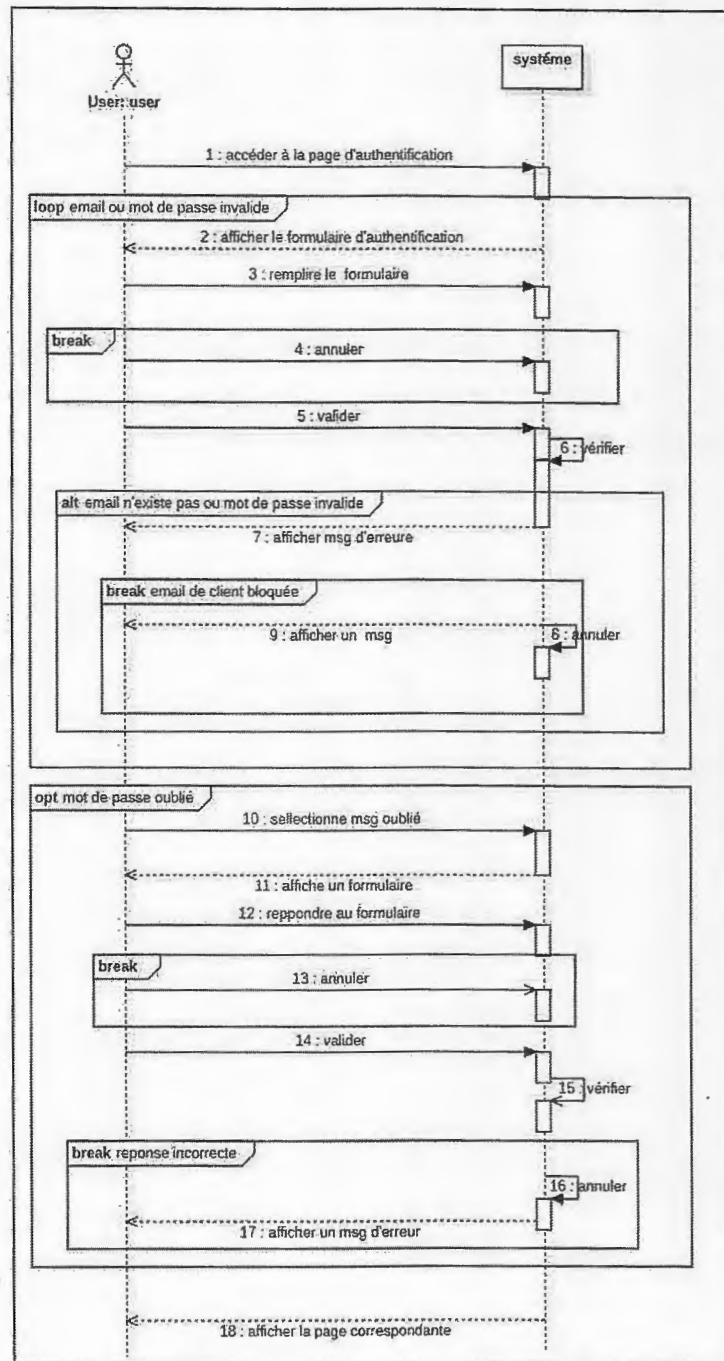 systéme
User: user
1 : accéder à la page d'authentification
loop email ou mot de passe invalide
2 : afficher le formulaire d'authentification
3 : remplire le formulaire
break
4 : annuler
5 : valider
6 : vérifier
alt email n'existe pas ou mot de passe invalide
7 : afficher msg d'erreure
break email de client bloquée
9 : afficher un msg
6 : annuler
opt mot de passe oublié
10 : sellectionne msg oublié
11 : affiche un formulaire
12 : reppondre au formulaire
break
13 : annuler
14 : valider
15 : vérifier
break reponse incorrecte
16 : annuler
17 : afficher un msg d'erreur
18 : afficher la page correspondante